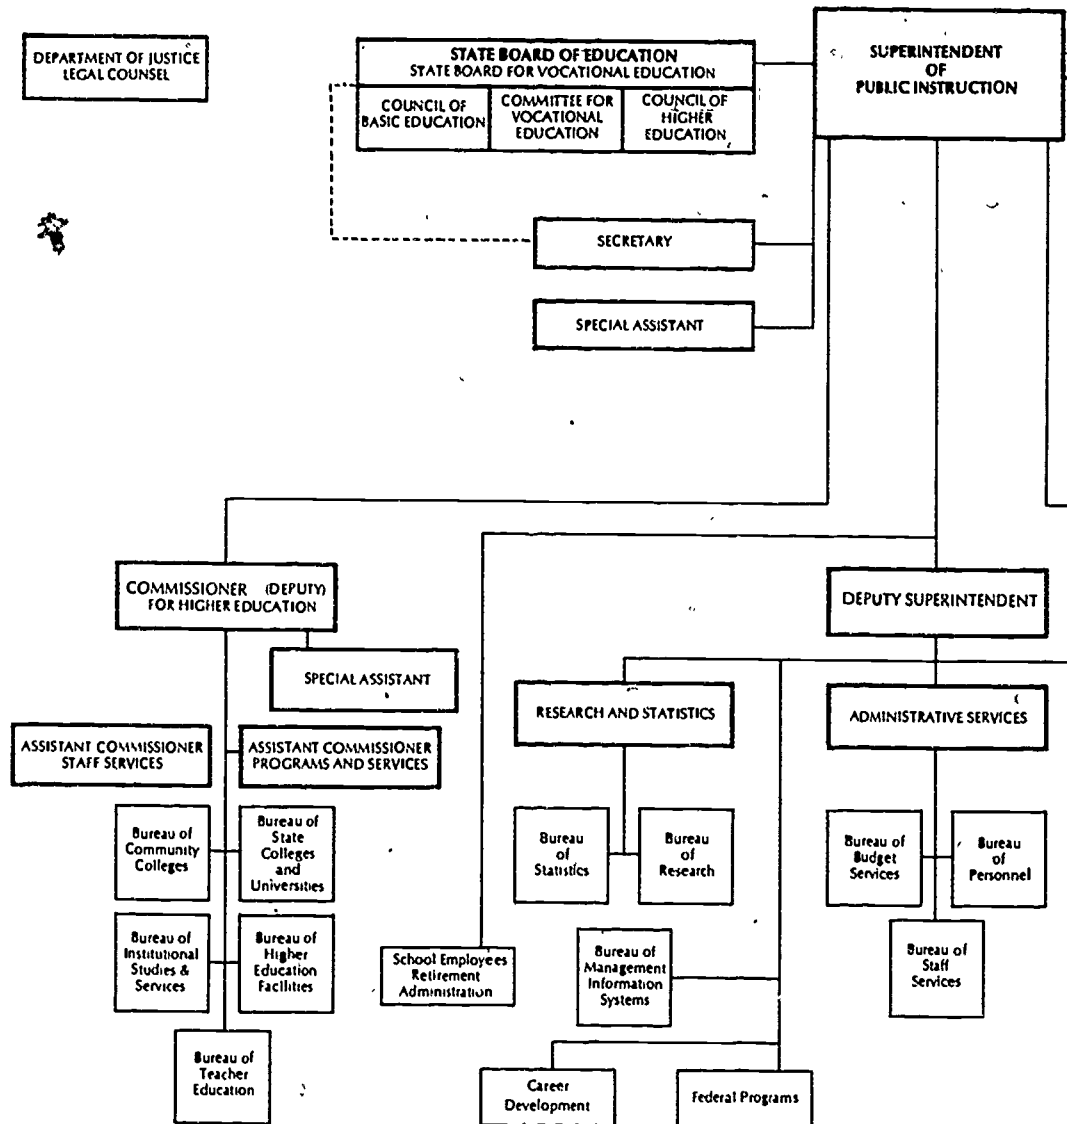 DEPARTMENT OF JUSTICE
LEGAL COUNSEL
STATE BOARD OF EDUCATION
STATE BOARD FOR VOCATIONAL EDUCATION
COUNCIL OF
BASIC EDUCATION
COMMITTEE FOR
VOCATIONAL
EDUCATION
COUNCIL OF
HIGHER
EDUCATION
SUPERINTENDENT
OF
PUBLIC INSTRUCTION
SECRETARY
SPECIAL ASSISTANT
COMMISSIONER (DEPUTY)
FOR HIGHER EDUCATION
DEPUTY SUPERINTENDENT
SPECIAL ASSISTANT
RESEARCH AND STATISTICS
ADMINISTRATIVE SERVICES
ASSISTANT COMMISSIONER
STAFF SERVICES
ASSISTANT COMMISSIONER
PROGRAMS AND SERVICES
Bureau of
Community
Colleges
Bureau of
State
Colleges
and
Universities
Bureau
of
Statistics
Bureau
of
Research
Bureau of
Budget
Services
Bureau
of
Personnel
Bureau of
Institutional
Studies &
Services
Bureau of
Higher
Education
Facilities
School Employees
Retirement
Administration
Bureau of
Management
Information
Systems
Bureau of
Staff
Services
Bureau of
Teacher
Education
Career
Development
Federal Programs